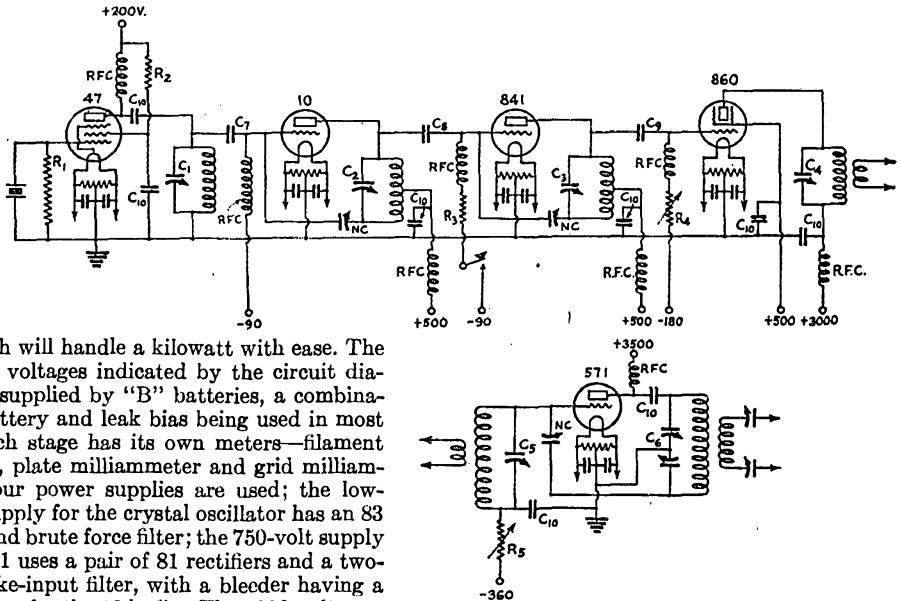 +200V.
RFC
R2
47
C10
C7
10
C8
841
C9
860
R1
C1
RFC
C2
RFC
C3
RFC
C4
C10
C10
R3
C10
R4
C10
C10
NC
NC
RFC
R.F.C.
R.F.C.
-90
+500
-90
+500
-180
+500
+3000
h will handle a kilowatt with ease. The
voltages indicated by the circuit dia-
supplied by "B" batteries, a combina-
ttery and leak bias being used in most
ch stage has its own meters—filament
, plate milliammeter and grid milliam-
our power supplies are used; the low-
upply for the crystal oscillator has an 83
nd brute force filter; the 750-volt supply
1 uses a pair of 81 rectifiers and a two-
ke-input filter, with a bleeder having a
+3500
RFC
571
C10
NC
C5
C6
C10
R5
-360